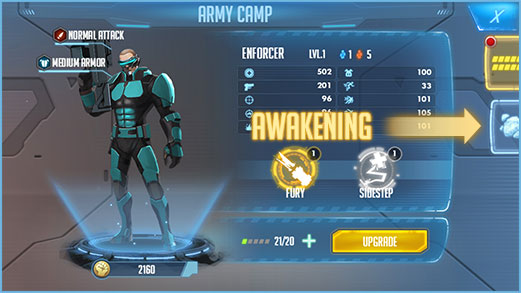 ARMY CAMP
X
NORMAL ATTACK
MEDIUM ARMOR
ENFORCER LVL.1 1 5
502 100
201 33
96 101
105
101
AWAKENING
1 1
FURY SIDESTEP
21/20 + UPGRADE
2160